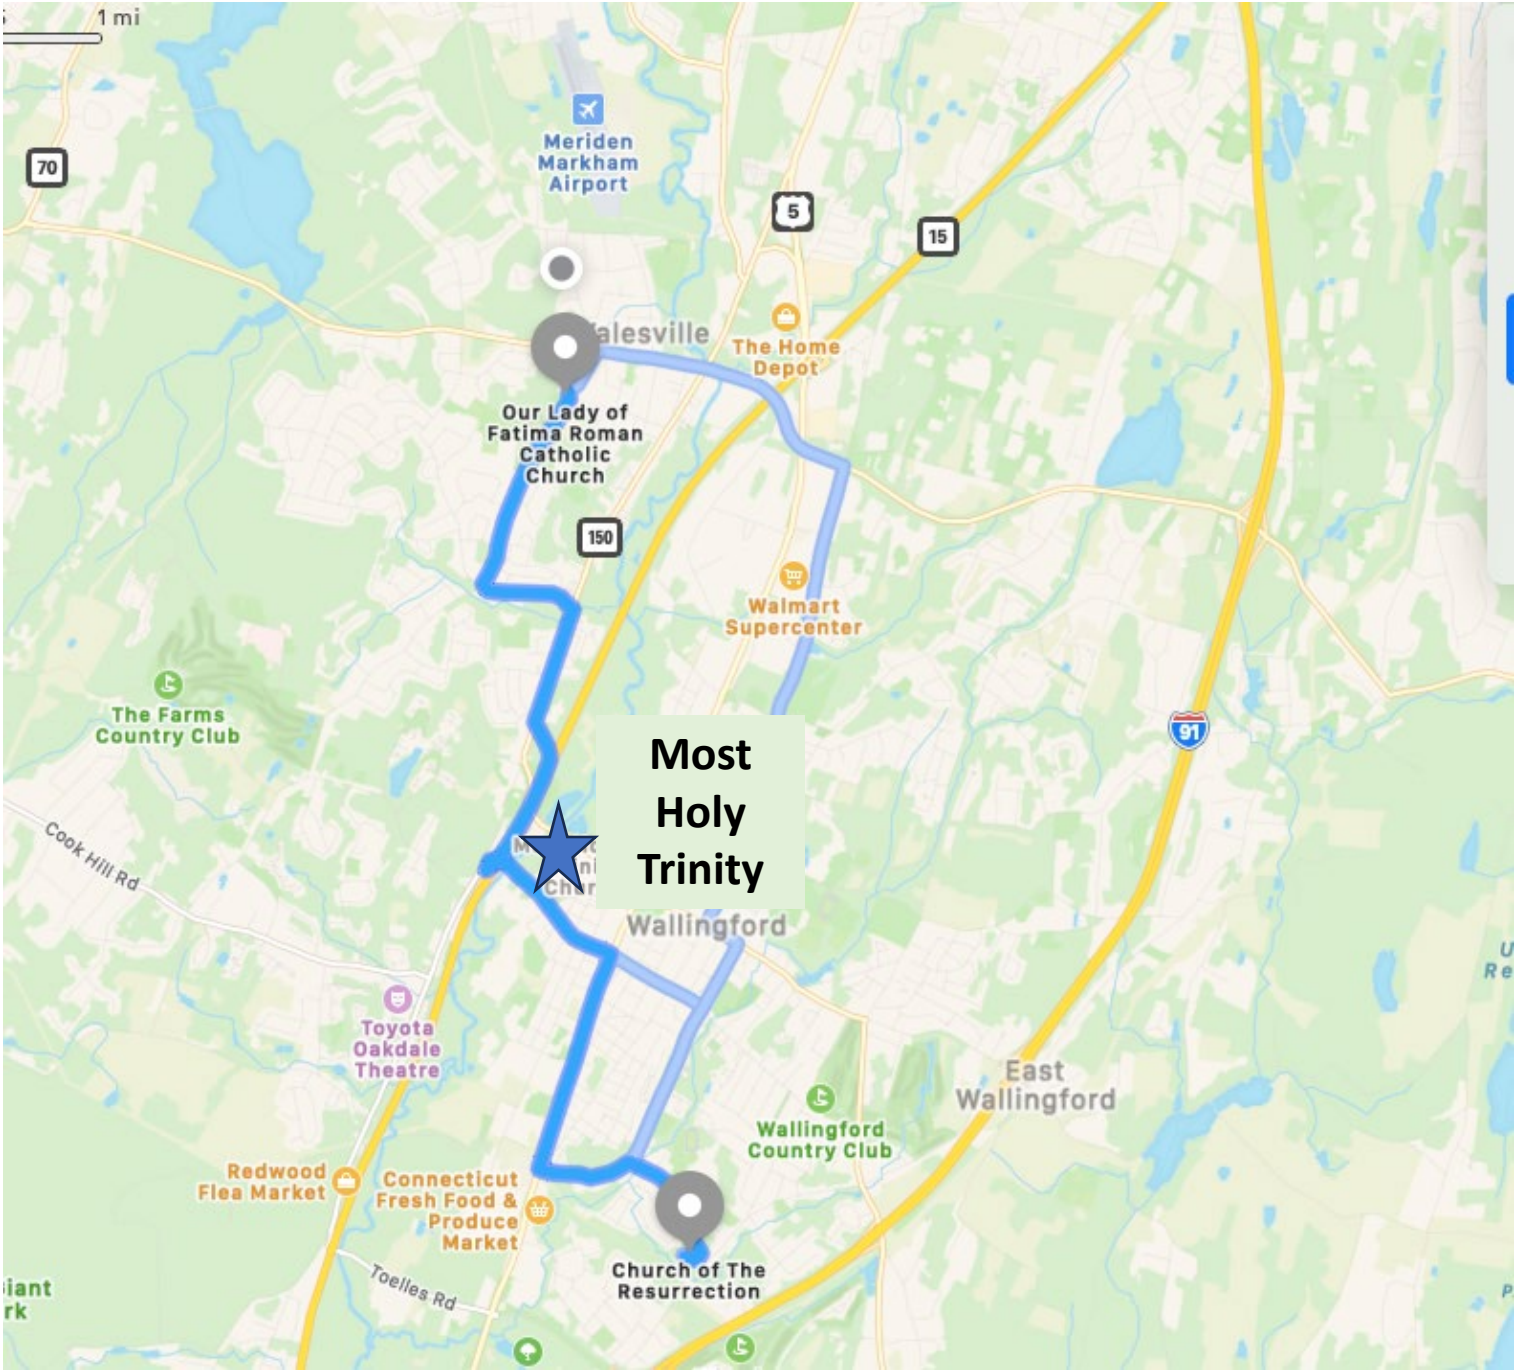 1 mi
Meriden
Markham
Airport
70
5
15
alesville
The Home
Depot
Our Lady of
Fatima Roman
Catholic
Church
150
Walmart
Supercenter
The Farms
Country Club
91
Most
Holy
Trinity
Cook Hill Rd
Wallingford
Toyota
Oakdale
Theatre
East
Wallingford
Wallingford
Country Club
Redwood
Flea Market
Connecticut
Fresh Food &
Produce
Market
Church of The
Resurrection
Toelles Rd
iant
rk